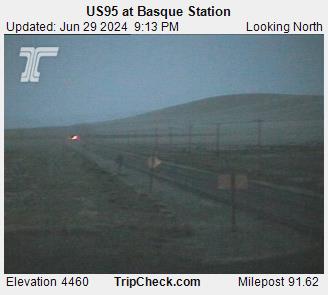 US95 at Basque Station
Updated: Jun 29 2024 9:13 PM Looking North
Elevation 4460 TripCheck.com Milepost 91.62